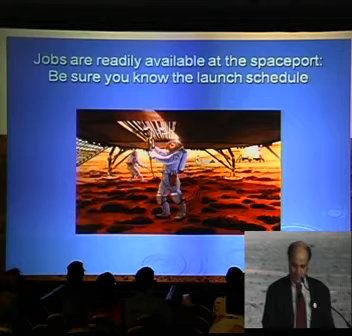 Jobs are readily available at the spaceport:
Be sure you know the launch schedule